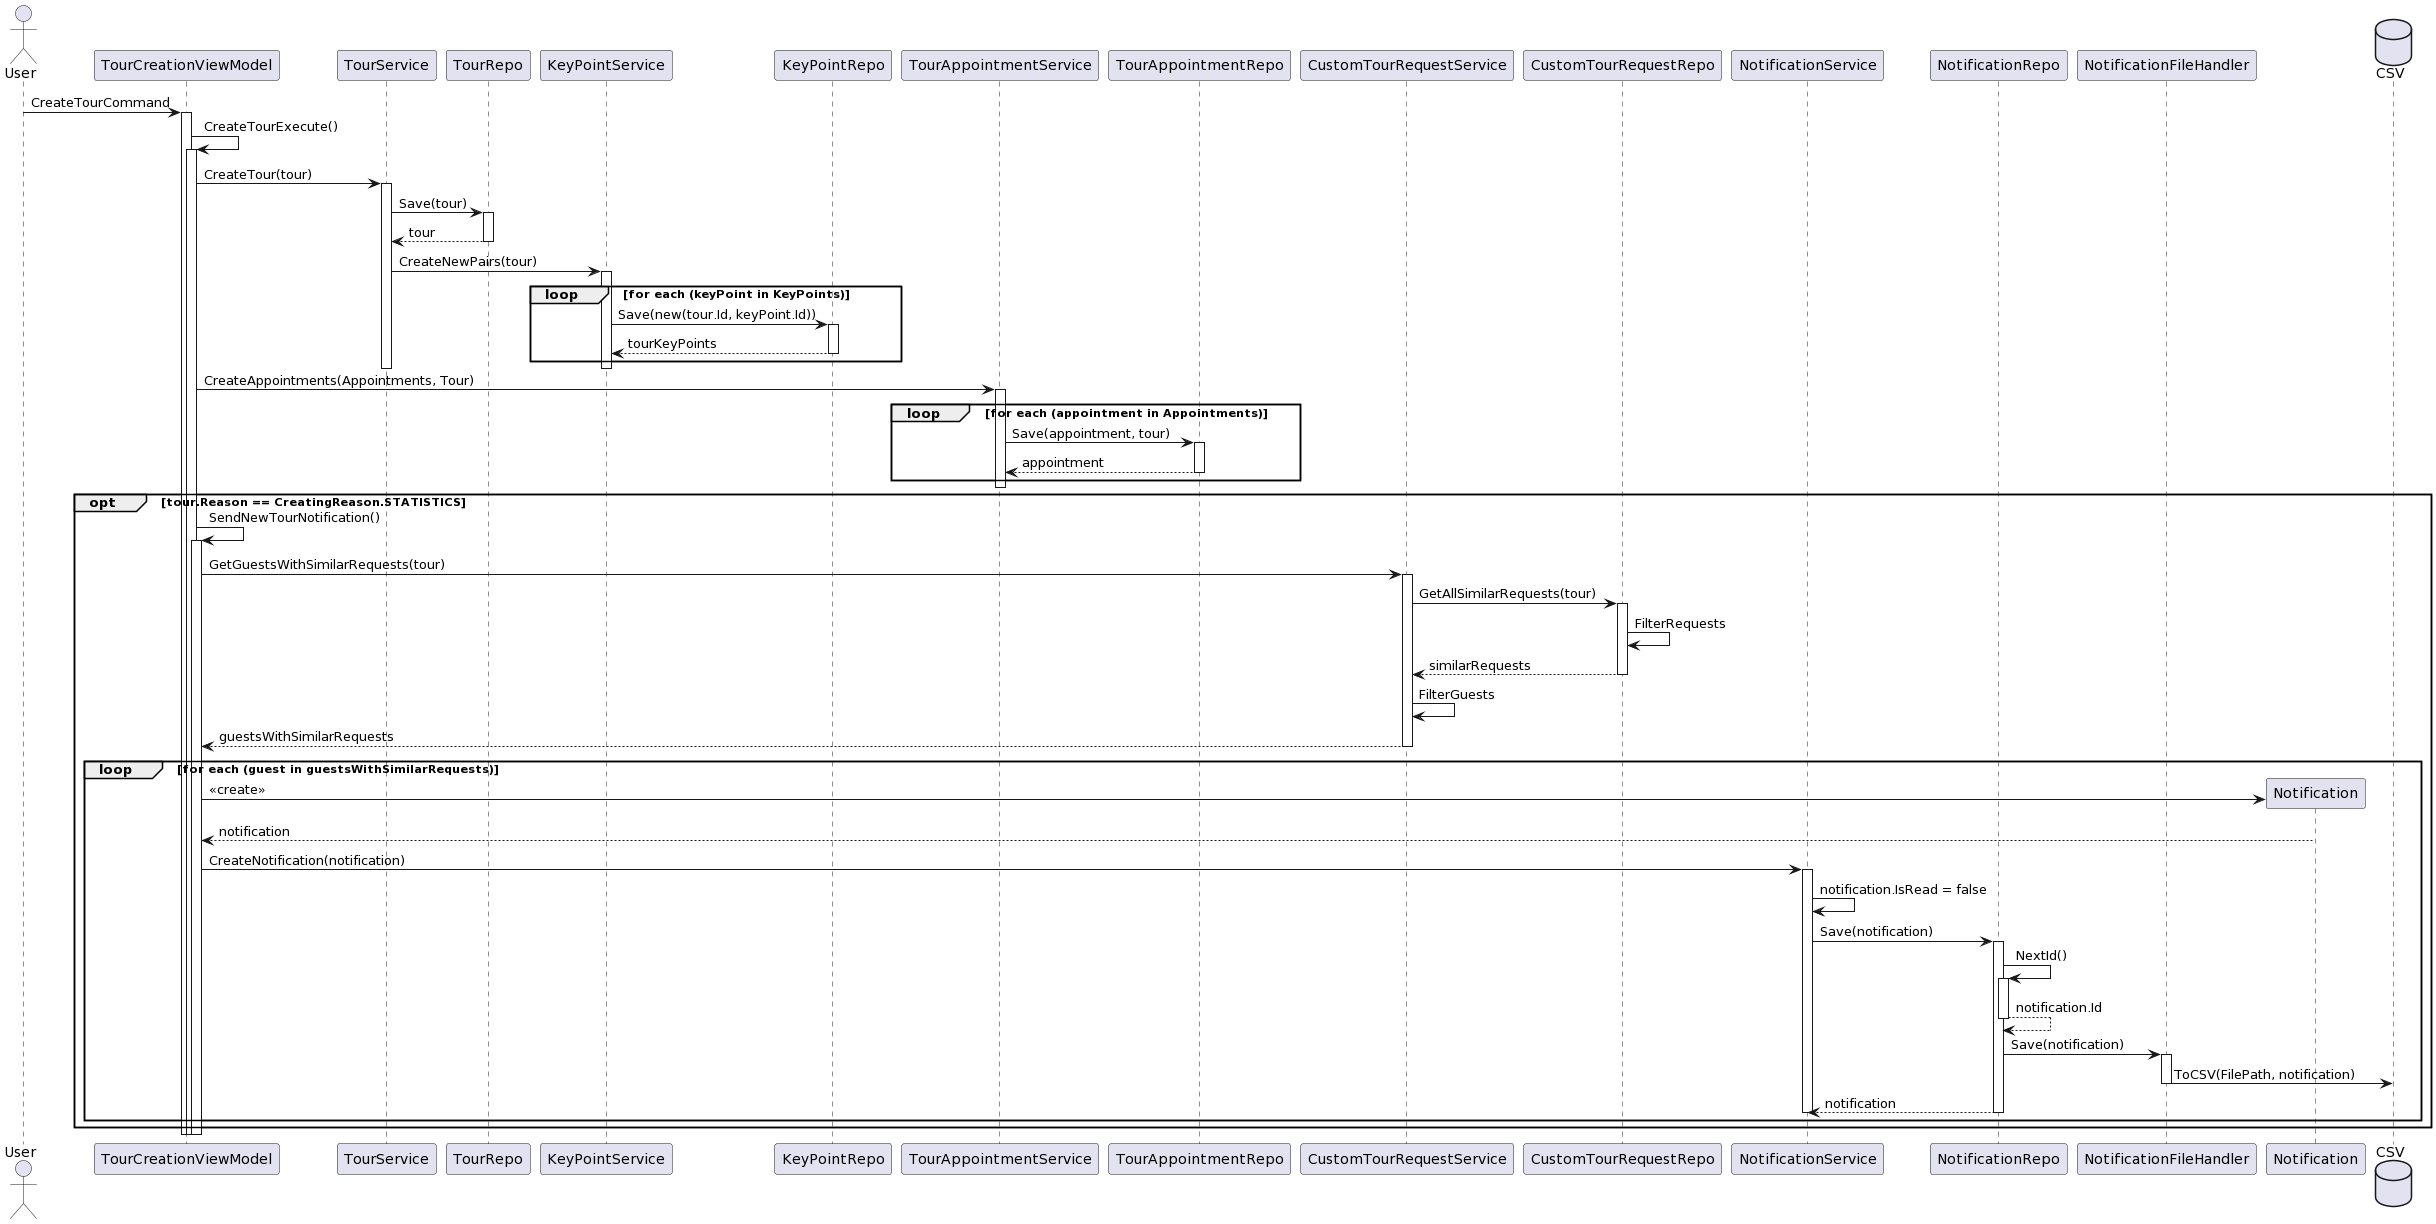 User
TourCreationViewModel
TourService
TourRepo
KeyPointService
KeyPointRepo
TourAppointmentService
TourAppointmentRepo
CustomTourRequestService
CustomTourRequestRepo
NotificationService
NotificationRepo
NotificationFileHandler
CSV
CreateTourCommand
CreateTourExecute()
CreateTour(tour)
Save(tour)
tour
CreateNewPairs(tour)
loop [for each (keyPoint in KeyPoints)]
Save(new(tour.Id, keyPoint.Id))
tourKeyPoints
CreateAppointments(Appointments, Tour)
loop [for each (appointment in Appointments)]
Save(appointment, tour)
appointment
opt [tour.Reason == CreatingReason.STATISTICS]
SendNewTourNotification()
GetGuestsWithSimilarRequests(tour)
GetAllSimilarRequests(tour)
FilterRequests
similarRequests
FilterGuests
guestsWithSimilarRequests
loop [for each (guest in guestsWithSimilarRequests)]
«create»
Notification
notification
CreateNotification(notification)
notification.IsRead = false
Save(notification)
NextId()
notification.Id
Save(notification)
ToCSV(FilePath, notification)
notification
User
TourCreationViewModel
TourService
TourRepo
KeyPointService
KeyPointRepo
TourAppointmentService
TourAppointmentRepo
CustomTourRequestService
CustomTourRequestRepo
NotificationService
NotificationRepo
NotificationFileHandler
Notification
CSV